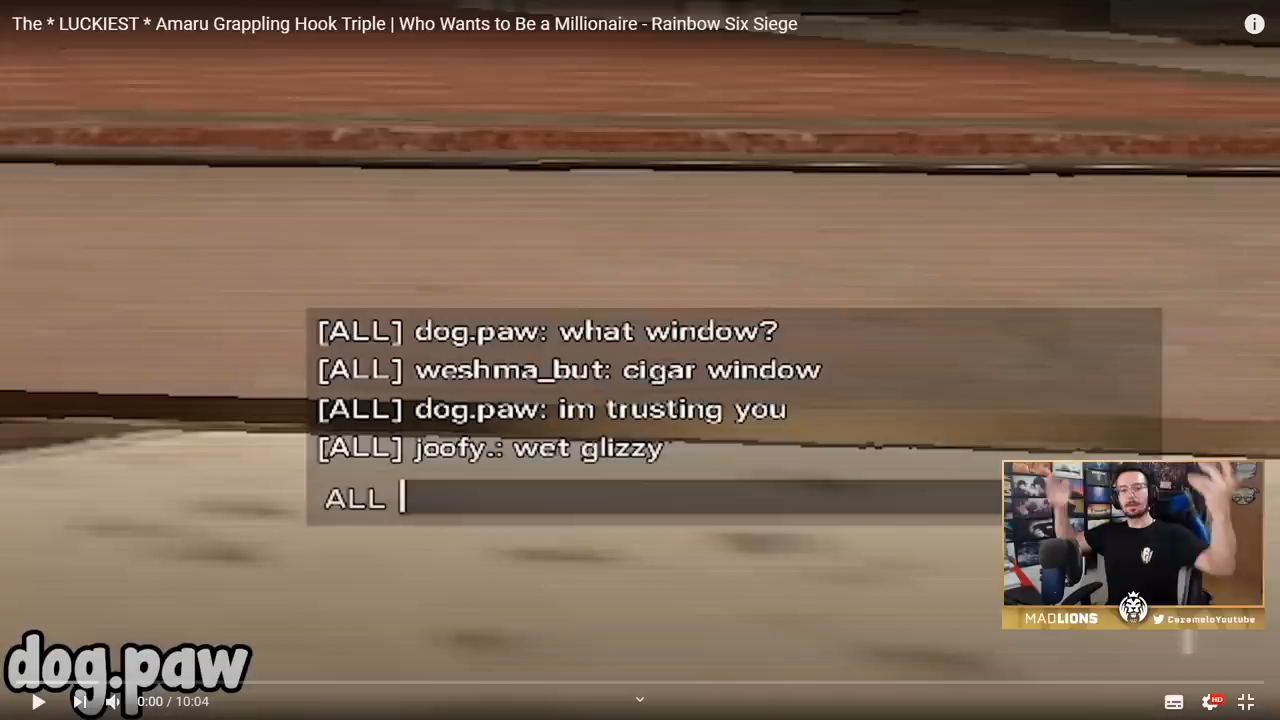 The * LUCKIEST * Amaru Grappling Hook Triple | Who Wants to Be a Millionaire - Rainbow Six Siege
[ALL] dog.paw: what window?
[ALL] weshma_but: cigar window
[ALL] dog.paw: im trusting you
[ALL] joofy.: wet glizzy
ALL
MADLIONS CarameloYoutube
dog.paw
0:00 / 10:04
HD